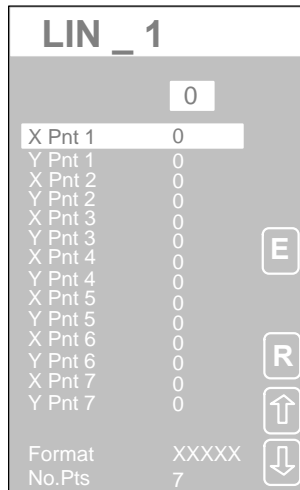 LIN _ 1
0
X Pnt 1 0
Y Pnt 1 0
X Pnt 2 0
Y Pnt 2 0
X Pnt 3 0
Y Pnt 3 0
E
X Pnt 4 0
Y Pnt 4 0
X Pnt 5 0
Y Pnt 5 0
X Pnt 6 0
Y Pnt 6 0
R
X Pnt 7 0
Y Pnt 7 0
Format XXXXX
No.Pts 7